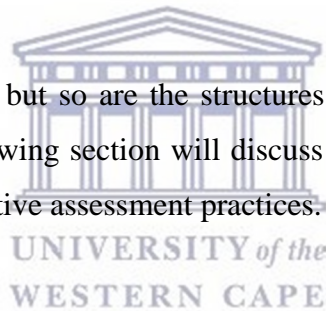 but so are the structures
wing section will discuss
tive assessment practices.
UNIVERSITY of the
WESTERN CAPE